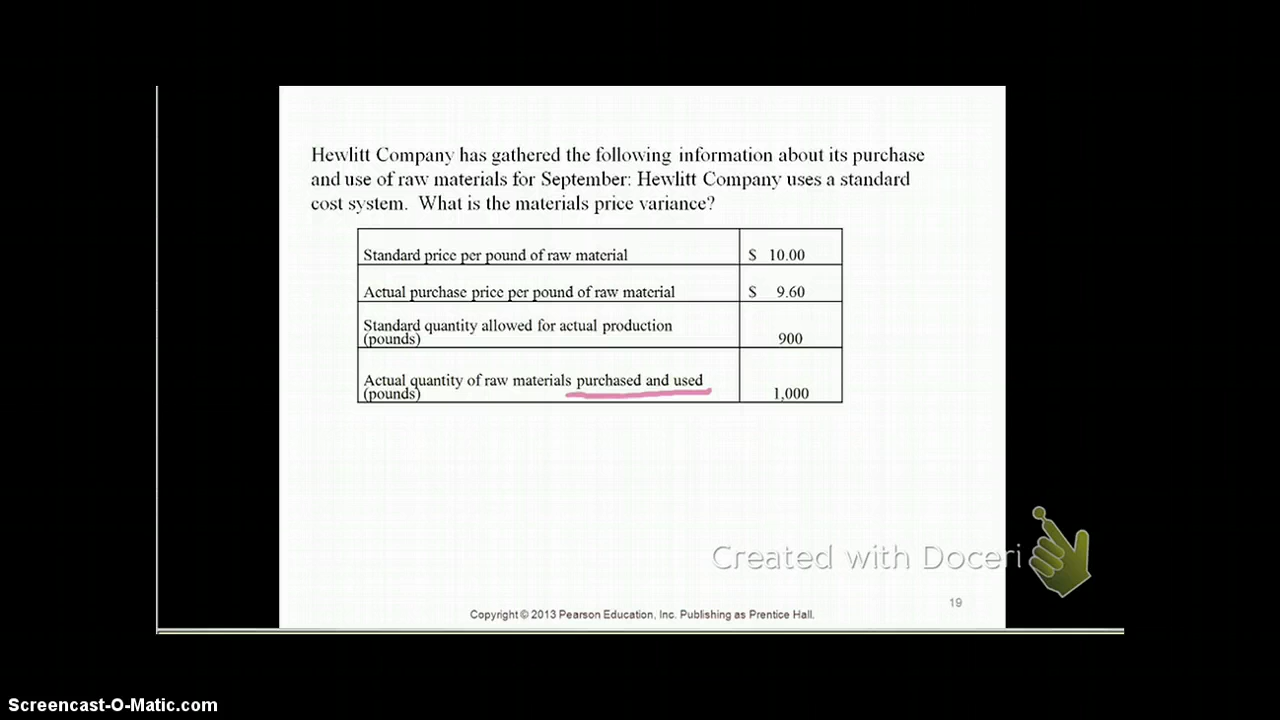 Hewlitt Company has gathered the following information about its purchase
and use of raw materials for September: Hewlitt Company uses a standard
cost system. What is the materials price variance?
Standard price per pound of raw material $ 10.00
Actual purchase price per pound of raw material $ 9.60
Standard quantity allowed for actual production
(pounds) 900
Actual quantity of raw materials purchased and used
(pounds) 1,000
Created with Doceri
19
Copyright © 2013 Pearson Education, Inc. Publishing as Prentice Hall.
Screencast-O-Matic.com